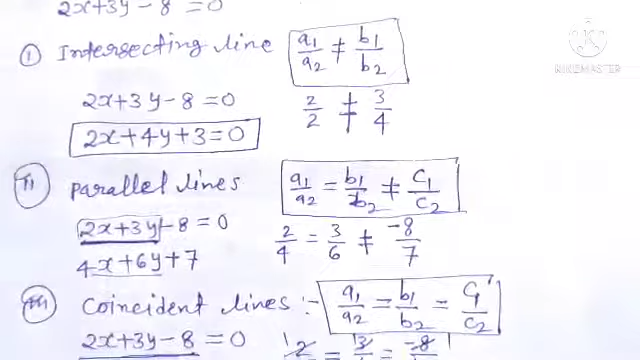 2x+3y-8=0
① Intersecting line a₁/a₂ ≠ b₁/b₂
2x+3y-8=0 2/2 ≠ 3/4
2x+4y+3=0
ii Parallel lines a₁/a₂ = b₁/b₂ ≠ C₁/C₂
2x+3y-8=0 2/4 = 3/6 ≠ -8/7
4x+6y+7
iii Coincident lines :- a₁/a₂ = b₁/b₂ = C₁/C₂
2x+3y-8=0
KINEMASTER